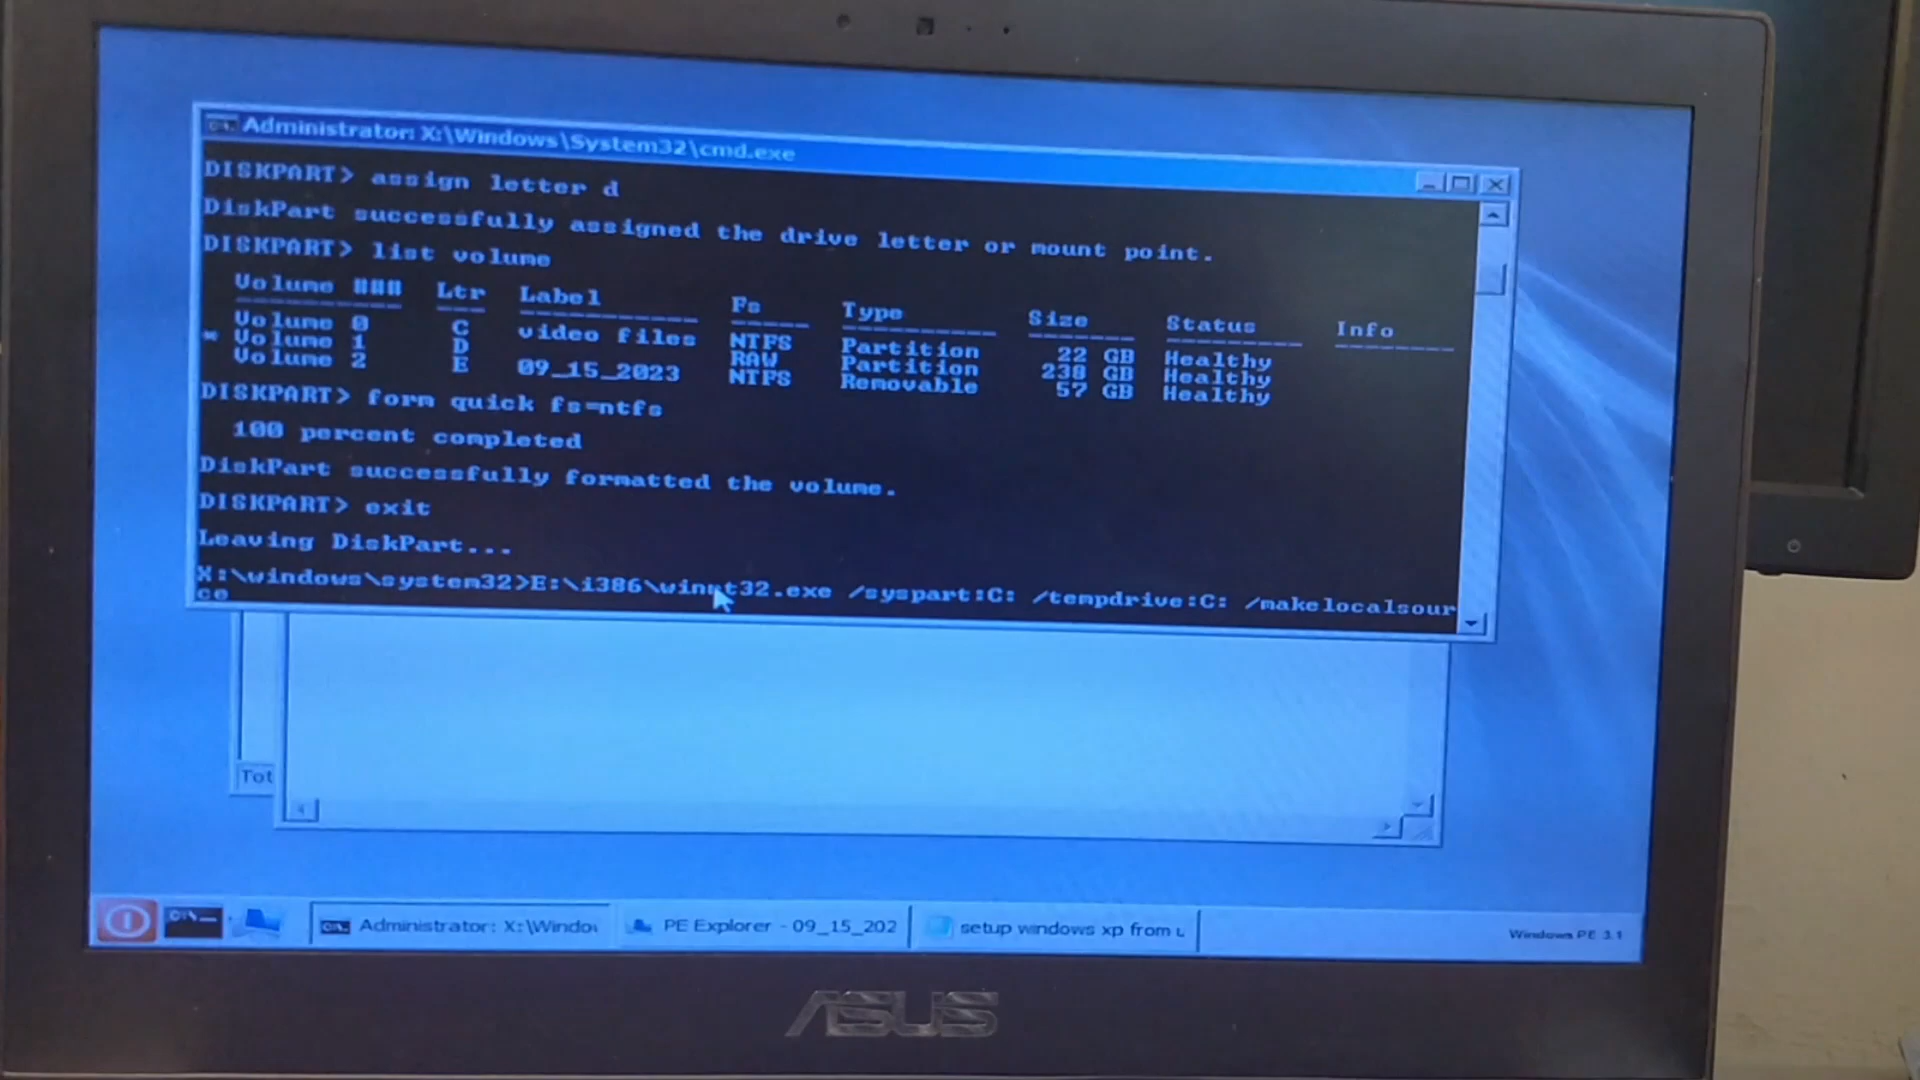 Administrator: X:\Windows\System32\cmd.exe
DISKPART> assign letter d
DiskPart successfully assigned the drive letter or mount point.
DISKPART> list volume
Volume ### Ltr Label Fs Type Size Status Info
Volume 0 C video files NTFS Partition 22 GB Healthy
* Volume 1 D RAW Partition 238 GB Healthy
Volume 2 E 09_15_2023 NTFS Removable 57 GB Healthy
DISKPART> form quick fs=ntfs
100 percent completed
DiskPart successfully formatted the volume.
DISKPART> exit
Leaving DiskPart...
X:\windows\system32>E:\i386\winnt32.exe /syspart:C: /tempdrive:C: /makelocalsour
ce
Tot
C:\_ Administrator: X:\Windo PE Explorer - 09_15_202 setup windows xp from u Windows PE 3.1
ASUS